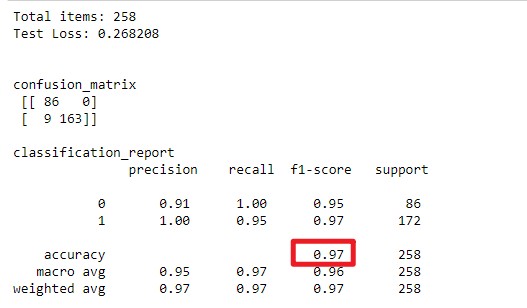 Total items: 258
Test Loss: 0.268208
confusion_matrix
[[ 86   0]
[  9 163]]
classification_report
precision    recall  f1-score   support
0       0.91      1.00      0.95        86
1       1.00      0.95      0.97       172
accuracy                           0.97       258
macro avg       0.95      0.97      0.96       258
weighted avg       0.97      0.97      0.97       258